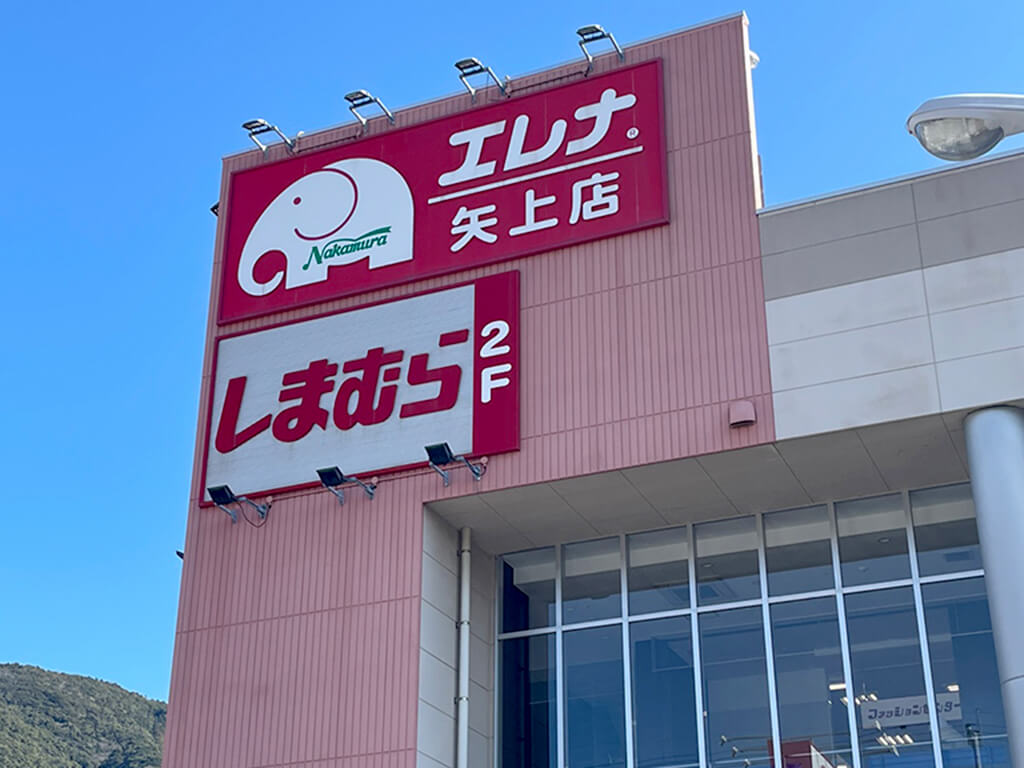 エレナ®
矢上店
Nakamura
しまむら
2F
ファッションセンター